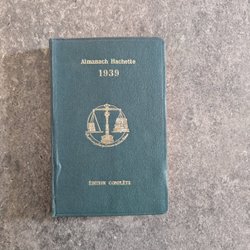 Almanach Hachette
1939
ÉDITION COMPLÈTE